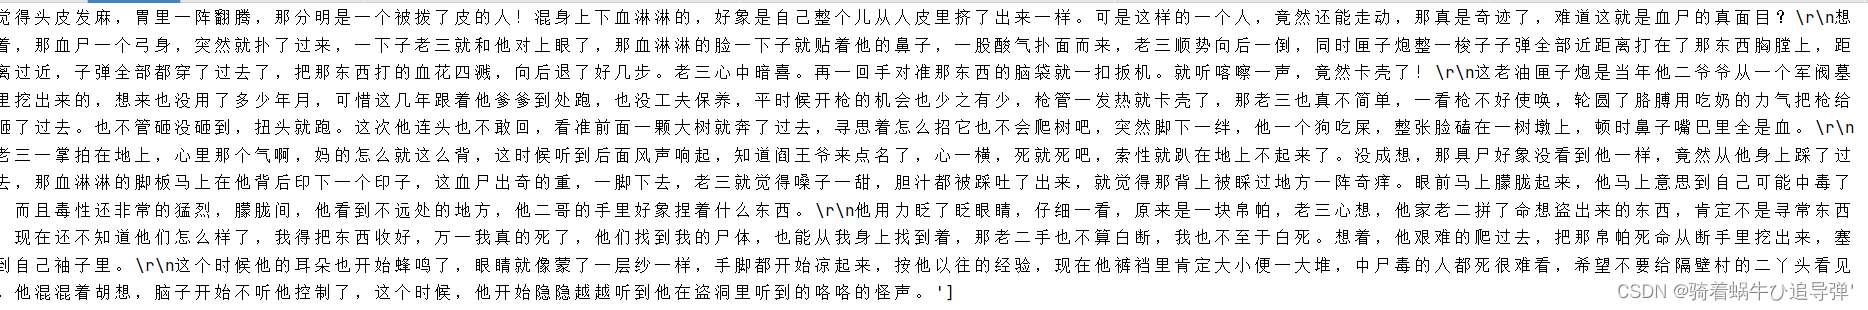 觉得头皮发麻，胃里一阵翻腾，那分明是一个被拨了皮的人！混身上下血淋淋的，好象是自己整个儿从人皮里挤了出来一样。可是这样的一个人，竟然还能走动，那真是奇迹了，难道这就是血尸的真面目？\r\n想
着，那血尸一个弓身，突然就扑了过来，一下子老三就和他对上眼了，那血淋淋的脸一下子就贴着他的鼻子，一股酸气扑面而来，老三顺势向后一倒，同时匣子炮整一梭子子弹全部近距离打在了那东西胸膛上，距
离过近，子弹全部都穿了过去了，把那东西打的血花四溅，向后退了好几步。老三心中暗喜。再一回手对准那东西的脑袋就一扣扳机。就听喀嚓一声，竟然卡壳了！\r\n这老油匣子炮是当年他二爷爷从一个军阀墓
里挖出来的，想来也没用了多少年月，可惜这几年跟着他爹爹到处跑，也没工夫保养，平时候开枪的机会也少之有少，枪管一发热就卡壳了，那老三也真不简单，一看枪不好使唤，轮圆了胳膊用吃奶的力气把枪给
砸了过去。也不管砸没砸到，扭头就跑。这次他连头也不敢回，看准前面一颗大树就奔了过去，寻思着怎么招它也不会爬树吧，突然脚下一绊，他一个狗吃屎，整张脸磕在一树墩上，顿时鼻子嘴巴里全是血。\r\n
老三一掌拍在地上，心里那个气啊，妈的怎么就这么背，这时候听到后面风声响起，知道阎王爷来点名了，心一横，死就死吧，索性就趴在地上不起来了。没成想，那具尸好象没看到他一样，竟然从他身上踩了过
去，那血淋淋的脚板马上在他背后印下一个印子，这血尸出奇的重，一脚下去，老三就觉得嗓子一甜，胆汁都被踩吐了出来，就觉得那背上被睬过地方一阵奇痒。眼前马上朦胧起来，他马上意思到自己可能中毒了
而且毒性还非常的猛烈，朦胧间，他看到不远处的地方，他二哥的手里好象捏着什么东西。\r\n他用力眨了眨眼睛，仔细一看，原来是一块帛帕，老三心想，他家老二拼了命想盗出来的东西，肯定不是寻常东西
现在还不知道他们怎么样了，我得把东西收好，万一我真的死了，他们找到我的尸体，也能从我身上找到着，那老二手也不算白断，我也不至于白死。想着，他艰难的爬过去，把那帛帕死命从断手里挖出来，塞
到自己袖子里。\r\n这个时候他的耳朵也开始蜂鸣了，眼睛就像蒙了一层纱一样，手脚都开始凉起来，按他以往的经验，现在他裤裆里肯定大小便一大堆，中尸毒的人都死很难看，希望不要给隔壁村的二丫头看见
他混混着胡想，脑子开始不听他控制了，这个时候，他开始隐隐越越听到他在盗洞里听到的咯咯的怪声。']
CSDN @骑着蜗牛ひ追导弹'